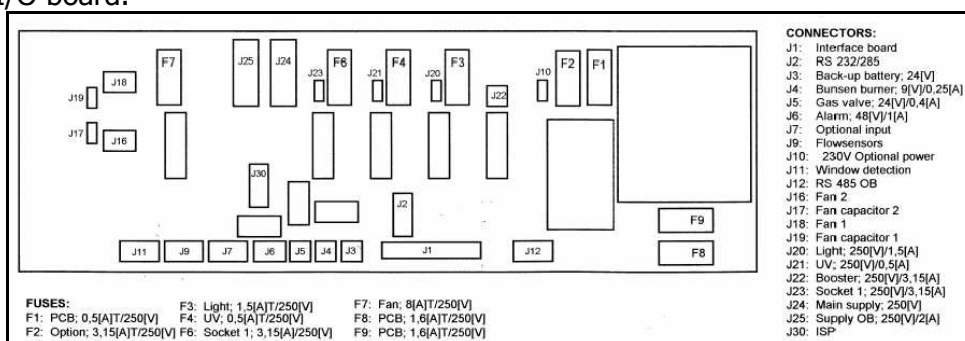 I/O board.
F7
J25
J24
J23
F6
J21
F4
J20
F3
J10
F2
F1
J18
J19
J22
J17
J16
J30
J2
F9
J11
J9
J7
J6
J5
J4
J3
J1
J12
F8
CONNECTORS:
J1: Interface board
J2: RS 232/285
J3: Back-up battery; 24[V]
J4: Bunsen burner; 9[V]/0,25[A]
J5: Gas valve; 24[V]/0,4[A]
J6: Alarm; 48[V]/1[A]
J7: Optional input
J9: Flowsensors
J10: 230V Optional power
J11: Window detection
J12: RS 485 OB
J16: Fan 2
J17: Fan capacitor 2
J18: Fan 1
J19: Fan capacitor 1
J20: Light; 250[V]/1,5[A]
J21: UV; 250[V]/0,5[A]
J22: Booster; 250[V]/3,15[A]
J23: Socket 1; 250[V]/3,15[A]
J24: Main supply; 250[V]
J25: Supply OB; 250[V]/2[A]
J30: ISP
FUSES:
F1: PCB; 0,5[A]T/250[V]
F2: Option; 3,15[A]T/250[V]
F3: Light; 1,5[A]T/250[V]
F4: UV; 0,5[A]T/250[V]
F6: Socket 1; 3,15[A]/250[V]
F7: Fan; 8[A]T/250[V]
F8: PCB; 1,6[A]T/250[V]
F9: PCB; 1,6[A]T/250[V]